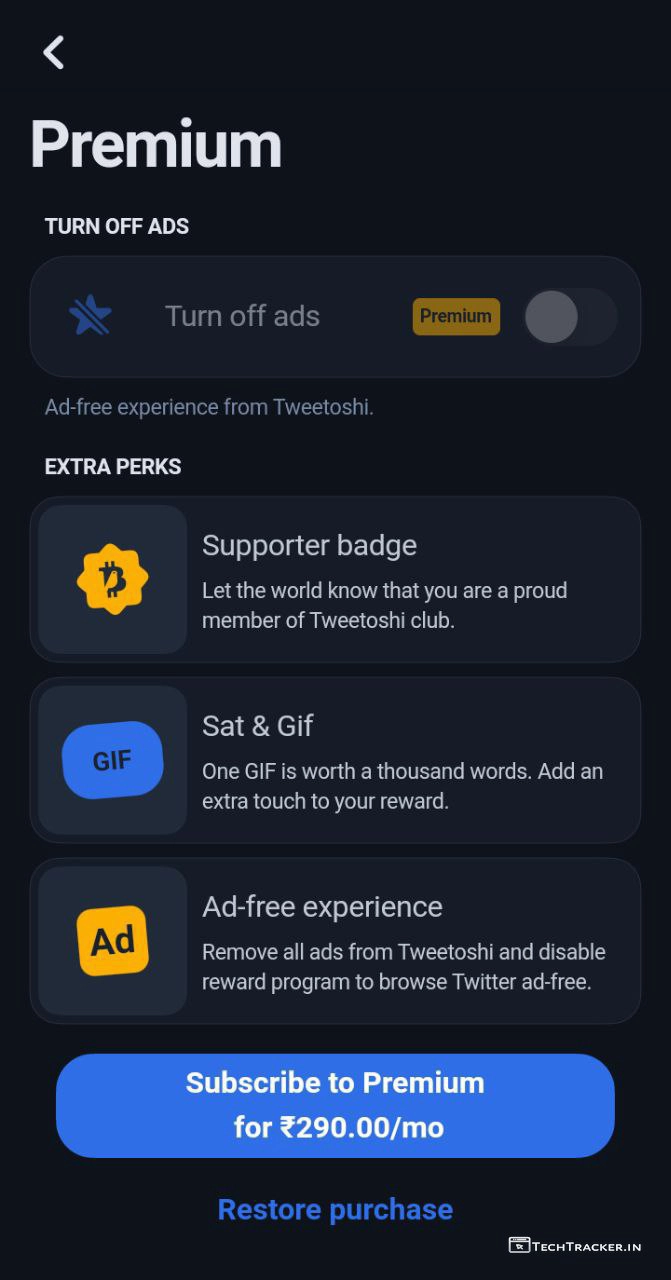 Premium
TURN OFF ADS
Turn off ads Premium
Ad-free experience from Tweetoshi.
EXTRA PERKS
Supporter badge
Let the world know that you are a proud
member of Tweetoshi club.
GIF
Sat & Gif
One GIF is worth a thousand words. Add an
extra touch to your reward.
Ad
Ad-free experience
Remove all ads from Tweetoshi and disable
reward program to browse Twitter ad-free.
Subscribe to Premium
for ₹290.00/mo
Restore purchase
TECHTRACKER.IN